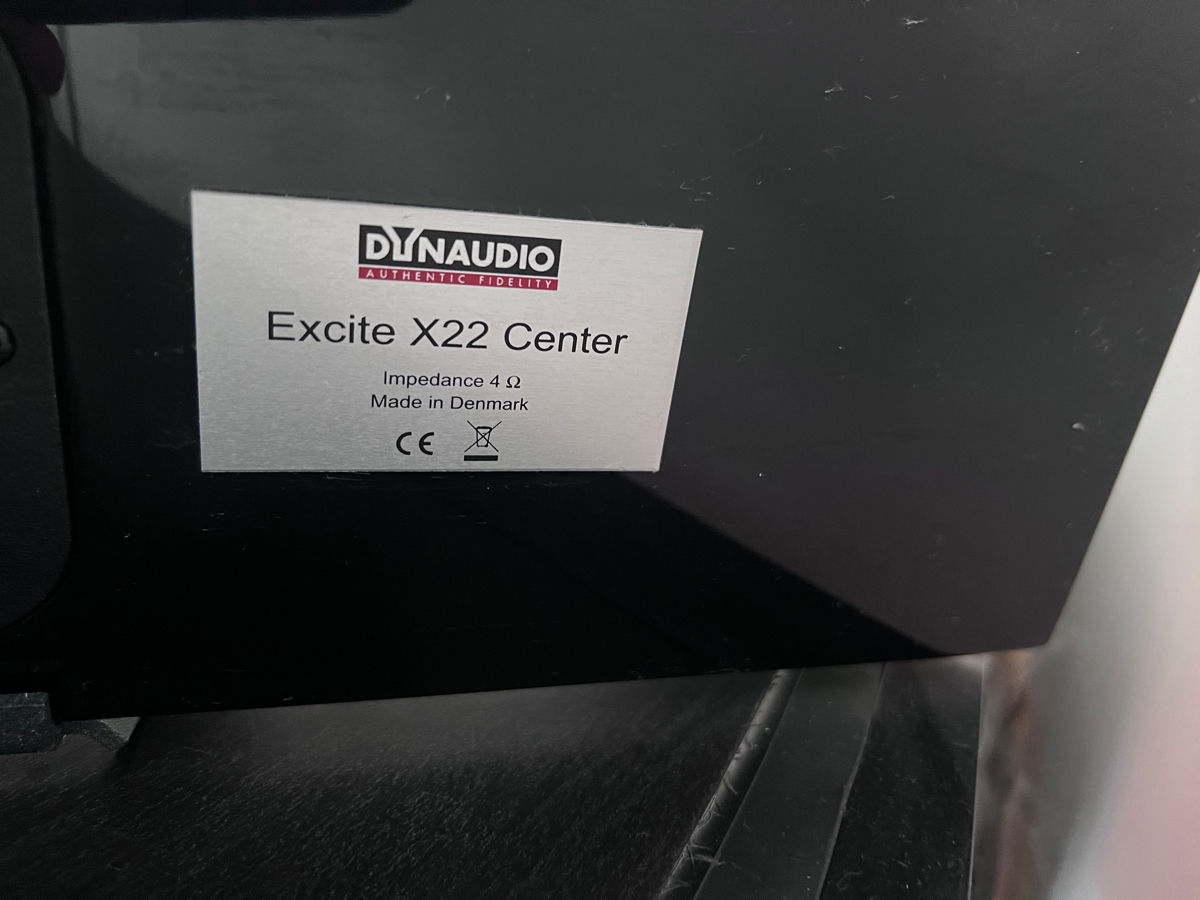 DYNAUDIO
AUTHENTIC FIDELITY
Excite X22 Center
Impedance 4 Ω
Made in Denmark
CE